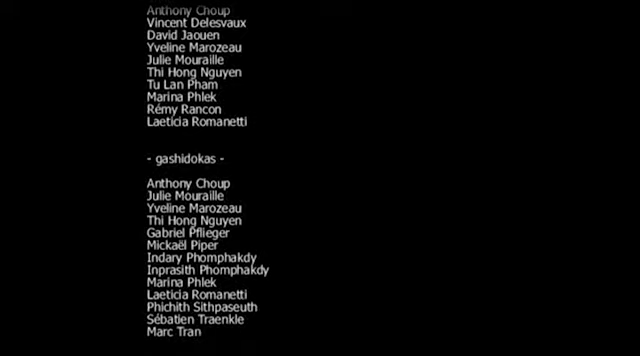 Anthony Choup
Vincent Delesvaux
David Jaouen
Yveline Marozeau
Julie Mouraille
Thi Hong Nguyen
Tu Lan Pham
Marina Phlek
Rémy Rancon
Laetícia Romanetti
- gashidokas -
Anthony Choup
Julie Mouraille
Yveline Marozeau
Thi Hong Nguyen
Gabriel Pflieger
Mickaël Piper
Indary Phomphakdy
Inprasith Phomphakdy
Marina Phlek
Laeticia Romanetti
Phichith Sithpaseuth
Sébatien Traenkle
Marc Tran